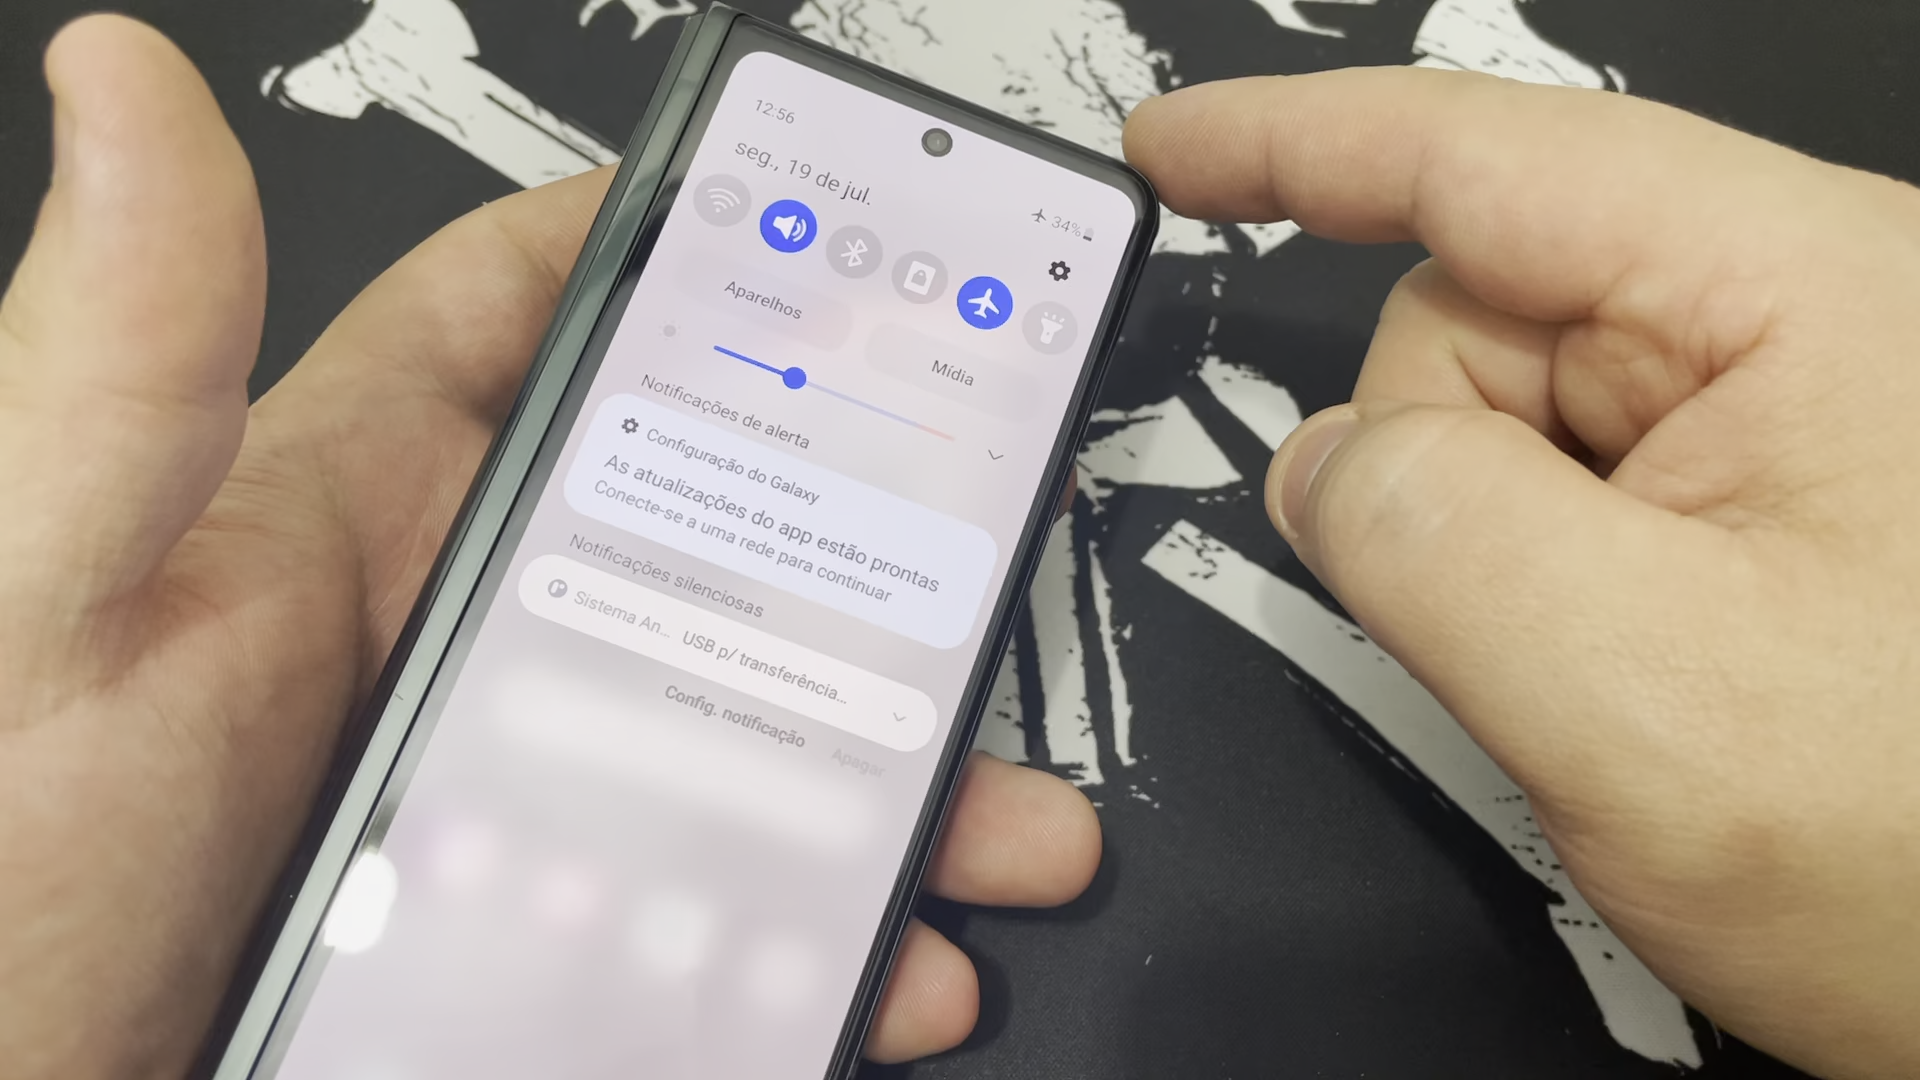 12:56
seg., 19 de jul.
34%
Aparelhos
Mídia
Notificações de alerta
Configuração do Galaxy
As atualizações do app estão prontas
Conecte-se a uma rede para continuar
Notificações silenciosas
Sistema An... USB p/ transferência...
Config. notificação
Apagar